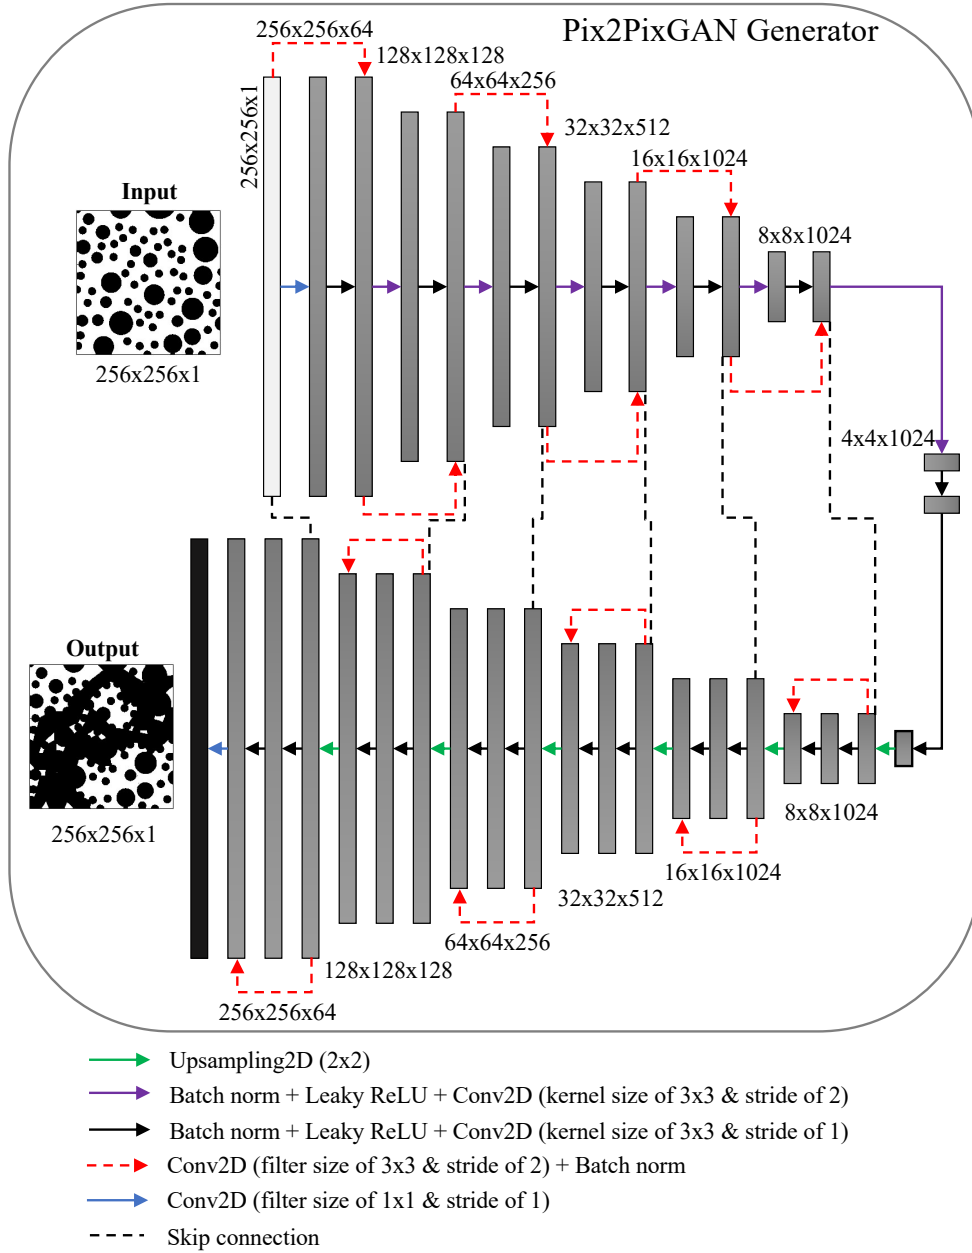 Pix2PixGAN Generator
256x256x64
128x128x128
64x64x256
32x32x512
16x16x1024
8x8x1024
256x256x1
Input
256x256x1
4x4x1024
Output
256x256x1
8x8x1024
16x16x1024
32x32x512
64x64x256
128x128x128
256x256x64
Upsampling2D (2x2)
Batch norm + Leaky ReLU + Conv2D (kernel size of 3x3 & stride of 2)
Batch norm + Leaky ReLU + Conv2D (kernel size of 3x3 & stride of 1)
Conv2D (filter size of 3x3 & stride of 2) + Batch norm
Conv2D (filter size of 1x1 & stride of 1)
Skip connection